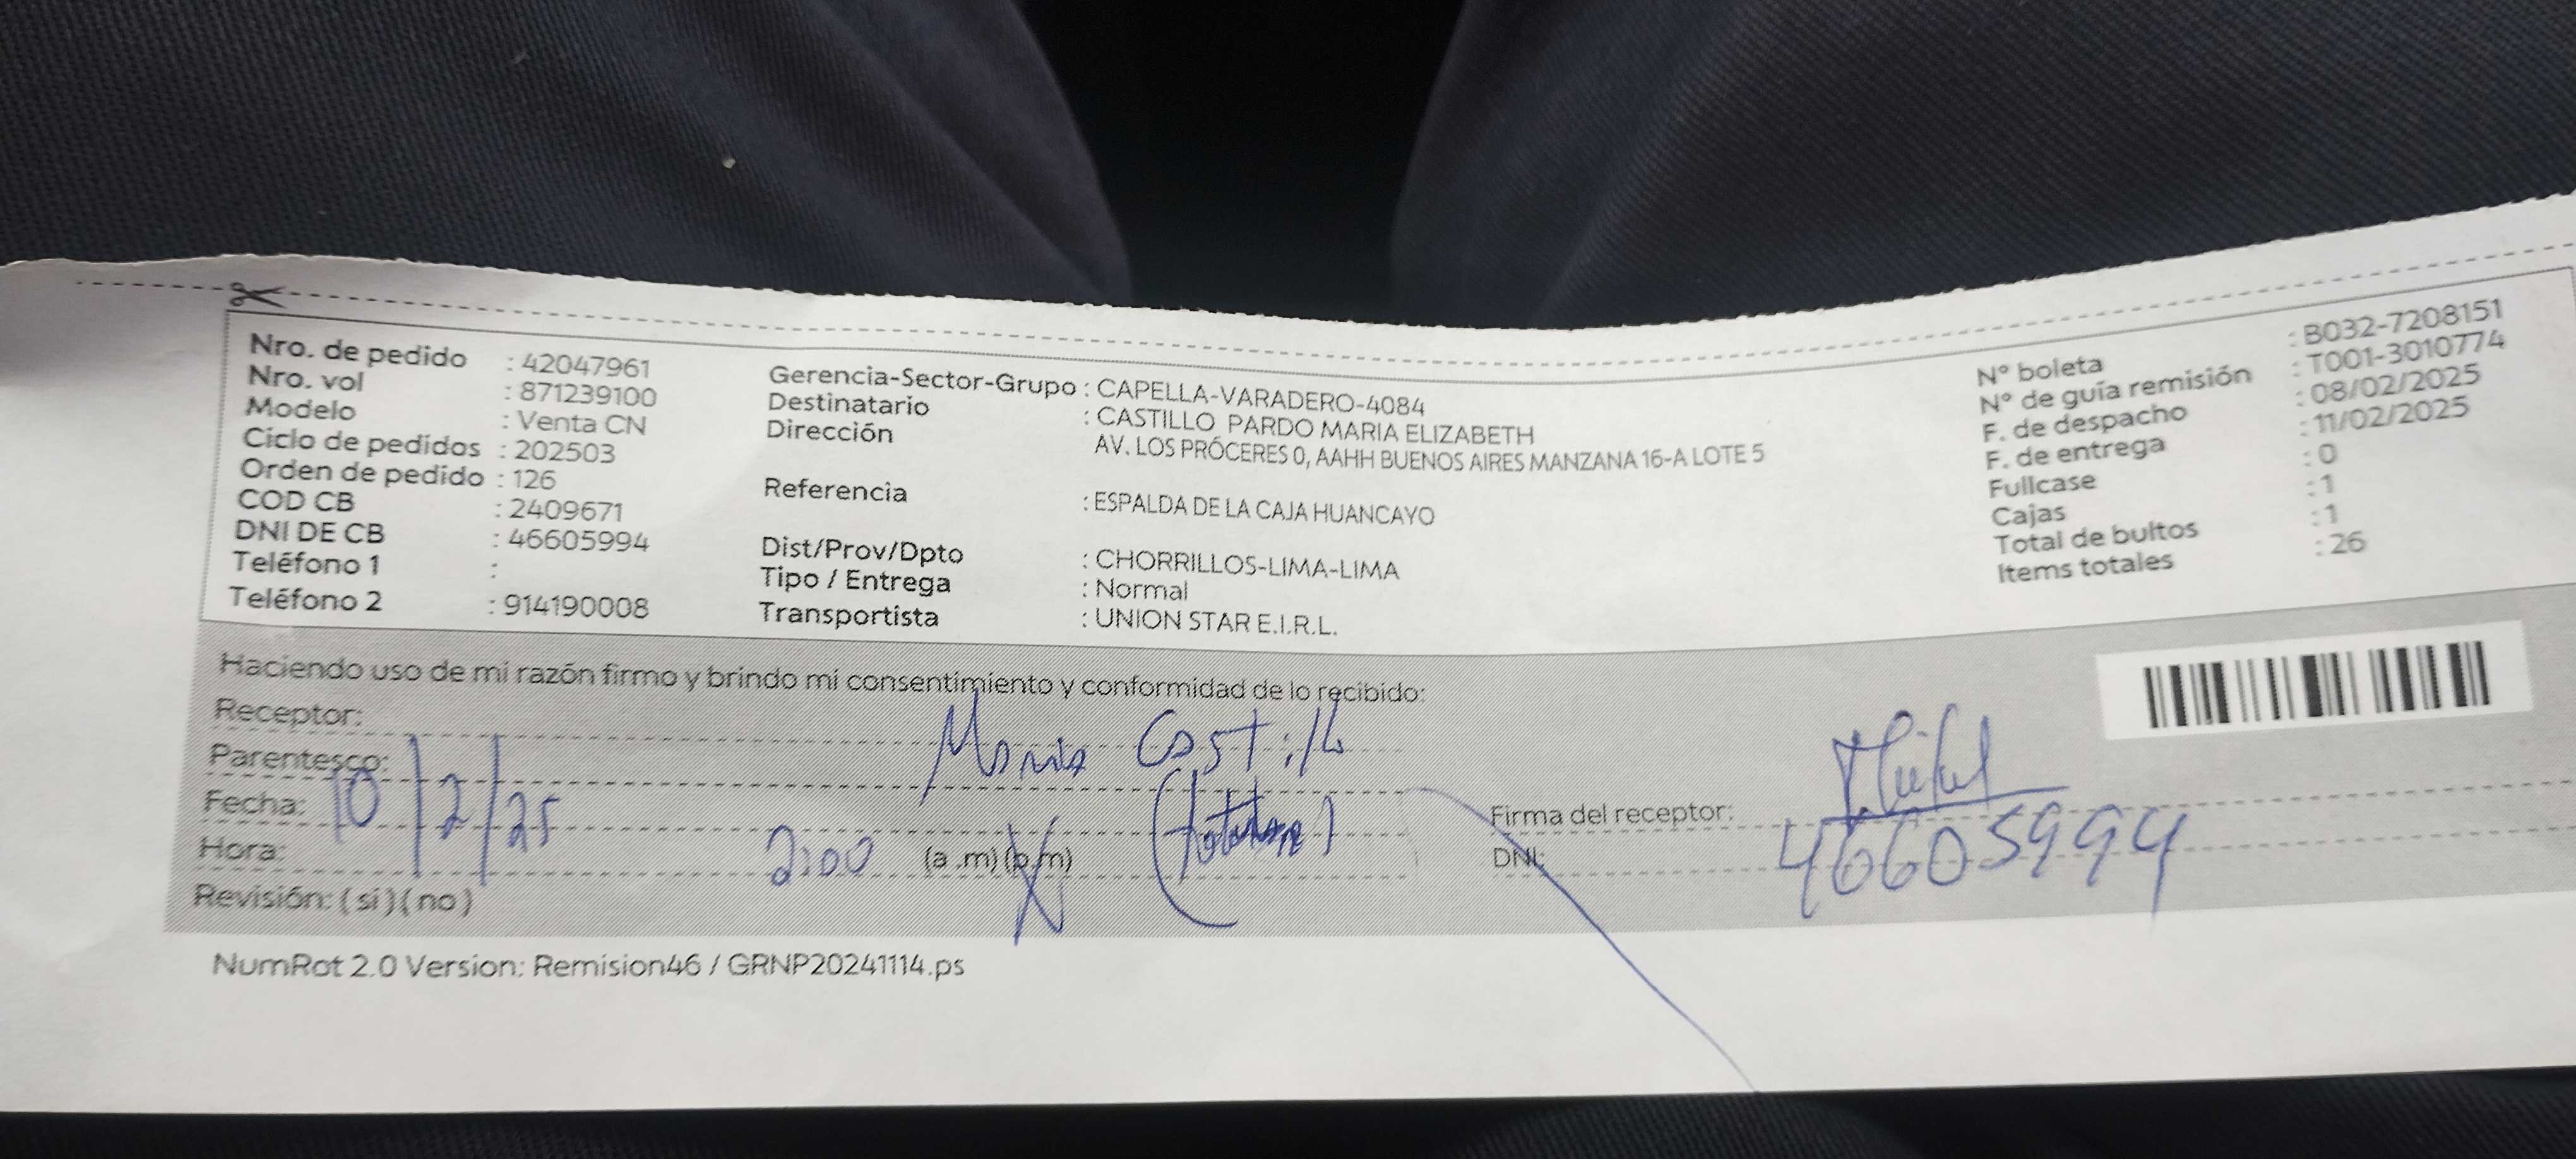 Nro. de pedido : 42047961
Nro. vol : 871239100
Modelo : Venta CN
Ciclo de pedidos : 202503
Orden de pedido : 126
COD CB : 2409671
DNI DE CB : 46605994
Teléfono 1 :
Teléfono 2 : 914190008
Gerencia-Sector-Grupo : CAPELLA-VARADERO-4084
Destinatario : CASTILLO PARDO MARIA ELIZABETH
Dirección AV. LOS PRÓCERES 0, AAHH BUENOS AIRES MANZANA 16-A LOTE 5
Referencia : ESPALDA DE LA CAJA HUANCAYO
Dist/Prov/Dpto : CHORRILLOS-LIMA-LIMA
Tipo / Entrega : Normal
Transportista : UNION STAR E.I.R.L.
N° boleta : B032-7208151
N° de guía remisión : T001-3010774
F. de despacho : 08/02/2025
F. de entrega : 11/02/2025
Fullcase : 0
Cajas : 1
Total de bultos : 1
Items totales : 26
Haciendo uso de mi razón firmo y brindo mi consentimiento y conformidad de lo recibido:
Receptor: Maria Castillo
Parentesco:
Fecha: 10/2/25
Hora: 2:00 (a .m) (p.m)
Revisión: ( si ) ( no )
Firma del receptor:
DNI: 46605994
NumRot 2.0 Version: Remision46 / GRNP20241114.ps